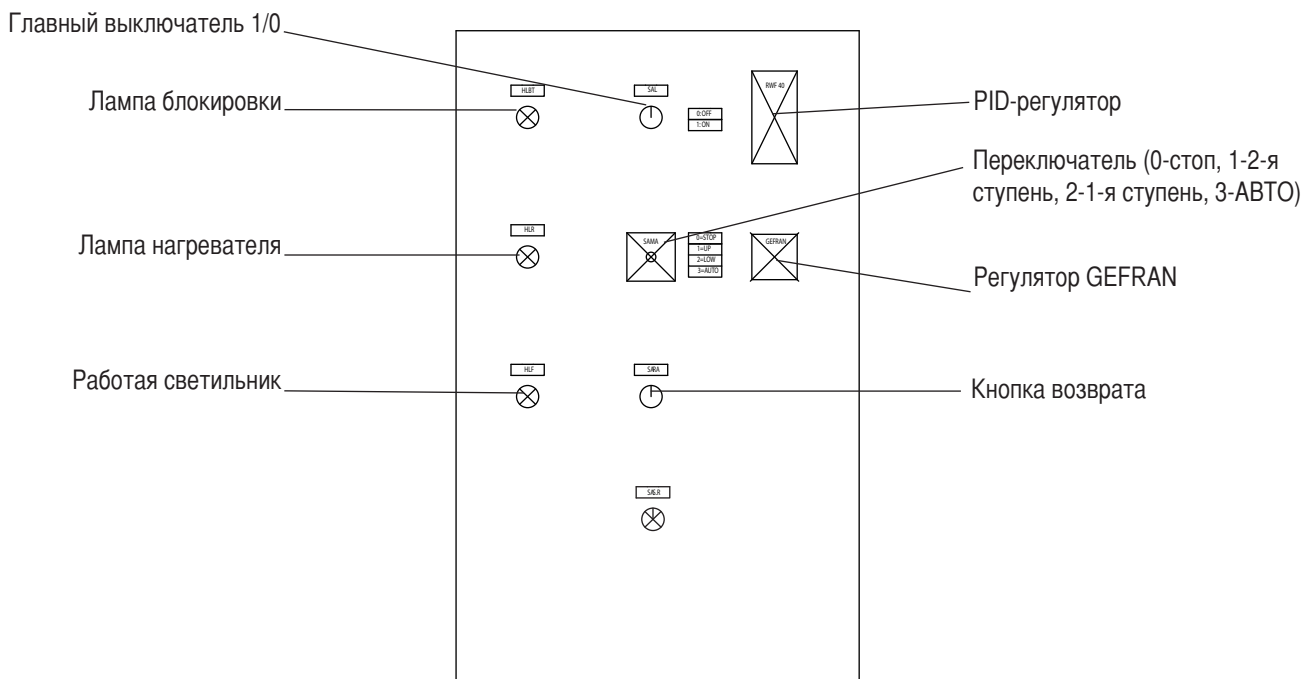 Главный выключатель 1/0
Лампа блокировки
Лампа нагревателя
Работая светильник
HLBT
SAL
0:OFF
1:ON
RWF 40
HLR
SAMA
0=STOP
1=UP
2=LOW
3=AUTO
GEFRAN
HLF
SARA
SAS.R
PID-регулятор
Переключатель (0-стоп, 1-2-я
ступень, 2-1-я ступень, 3-АВТО)
Регулятор GEFRAN
Кнопка возврата